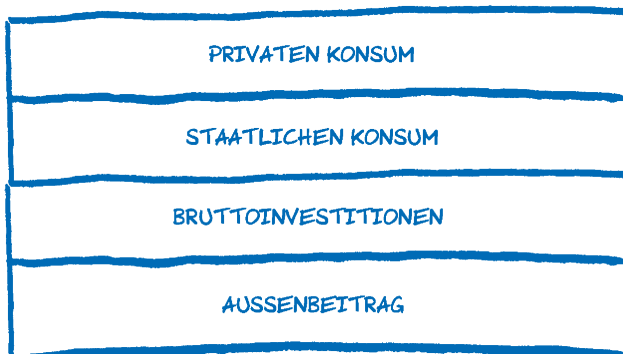 PRIVATEN KONSUM
STAATLICHEN KONSUM
BRUTTOINVESTITIONEN
AUSSENBEITRAG